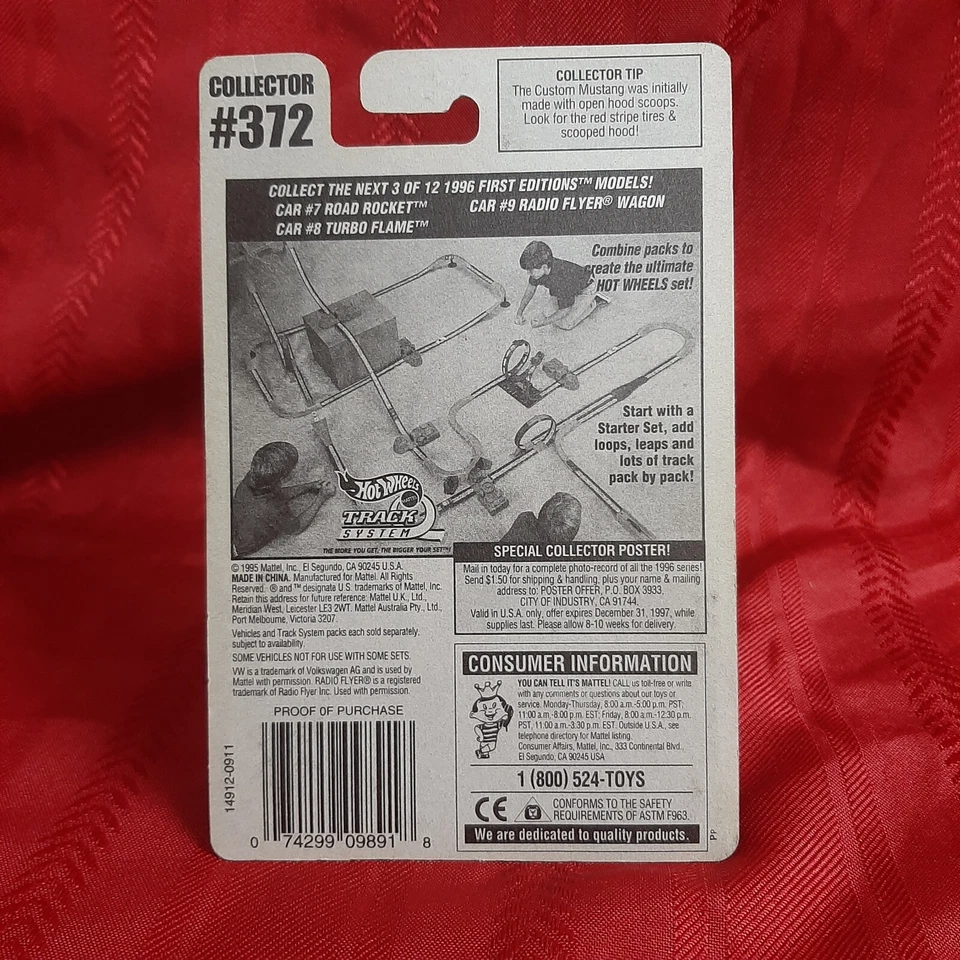 COLLECTOR
#372
COLLECTOR TIP
The Custom Mustang was initially
made with open hood scoops.
Look for the red stripe tires &
scooped hood!
COLLECT THE NEXT 3 OF 12 1996 FIRST EDITIONS™ MODELS!
CAR #7 ROAD ROCKET™ CAR #9 RADIO FLYER® WAGON
CAR #8 TURBO FLAME™
Combine packs to
create the ultimate
HOT WHEELS set!
Start with a
Starter Set, add
loops, leaps and
lots of track
pack by pack!
Hot Wheels
MATTEL
TRACK
SYSTEM
THE MORE YOU GET, THE BIGGER YOUR SET™!
© 1995 Mattel, Inc., El Segundo, CA 90245 U.S.A.
MADE IN CHINA. Manufactured for Mattel. All Rights
Reserved. ® and ™ designate U.S. trademarks of Mattel, Inc.
Retain this address for future reference: Mattel U.K., Ltd.,
Meridian West, Leicester LE3 2WT. Mattel Australia Pty., Ltd.,
Port Melbourne, Victoria 3207.
Vehicles and Track System packs each sold separately,
subject to availability.
SOME VEHICLES NOT FOR USE WITH SOME SETS.
VW is a trademark of Volkswagen AG and is used by
Mattel with permission. RADIO FLYER® is a registered
trademark of Radio Flyer Inc. Used with permission.
PROOF OF PURCHASE
14912-0911
0 74299 09891 8
SPECIAL COLLECTOR POSTER!
Mail in today for a complete photo-record of all the 1996 series!
Send $1.50 for shipping & handling, plus your name & mailing
address to: POSTER OFFER, P.O. BOX 3933,
CITY OF INDUSTRY, CA 91744.
Valid in U.S.A. only, offer expires December 31, 1997, while
supplies last. Please allow 8-10 weeks for delivery.
CONSUMER INFORMATION
YOU CAN TELL IT'S MATTEL! CALL us toll-free or write
with any comments or questions about our toys or
service. Monday-Thursday, 8:00 a.m.-5:00 p.m. PST;
11:00 a.m.-8:00 p.m. EST; Friday, 8:00 a.m.-12:30 p.m.
PST, 11:00 a.m.-3:30 p.m. EST. Outside U.S.A., see
telephone directory for Mattel listing.
Consumer Affairs, Mattel, Inc., 333 Continental Blvd.,
El Segundo, CA 90245 USA
1 (800) 524-TOYS
CE CONFORMS TO THE SAFETY
REQUIREMENTS OF ASTM F963.
We are dedicated to quality products.
PP